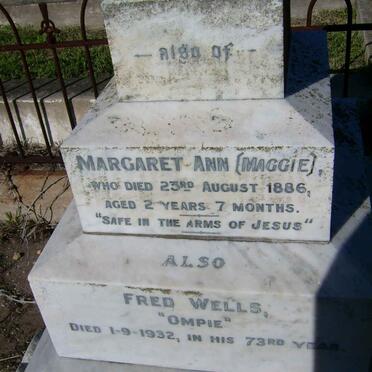 ALSO OF
MARGARET ANN (MAGGIE),
WHO DIED 23RD AUGUST 1886,
AGED 2 YEARS 7 MONTHS.
"SAFE IN THE ARMS OF JESUS"
ALSO
FRED WELLS,
"OMPIE"
DIED 1-9-1932, IN HIS 73RD YEAR.